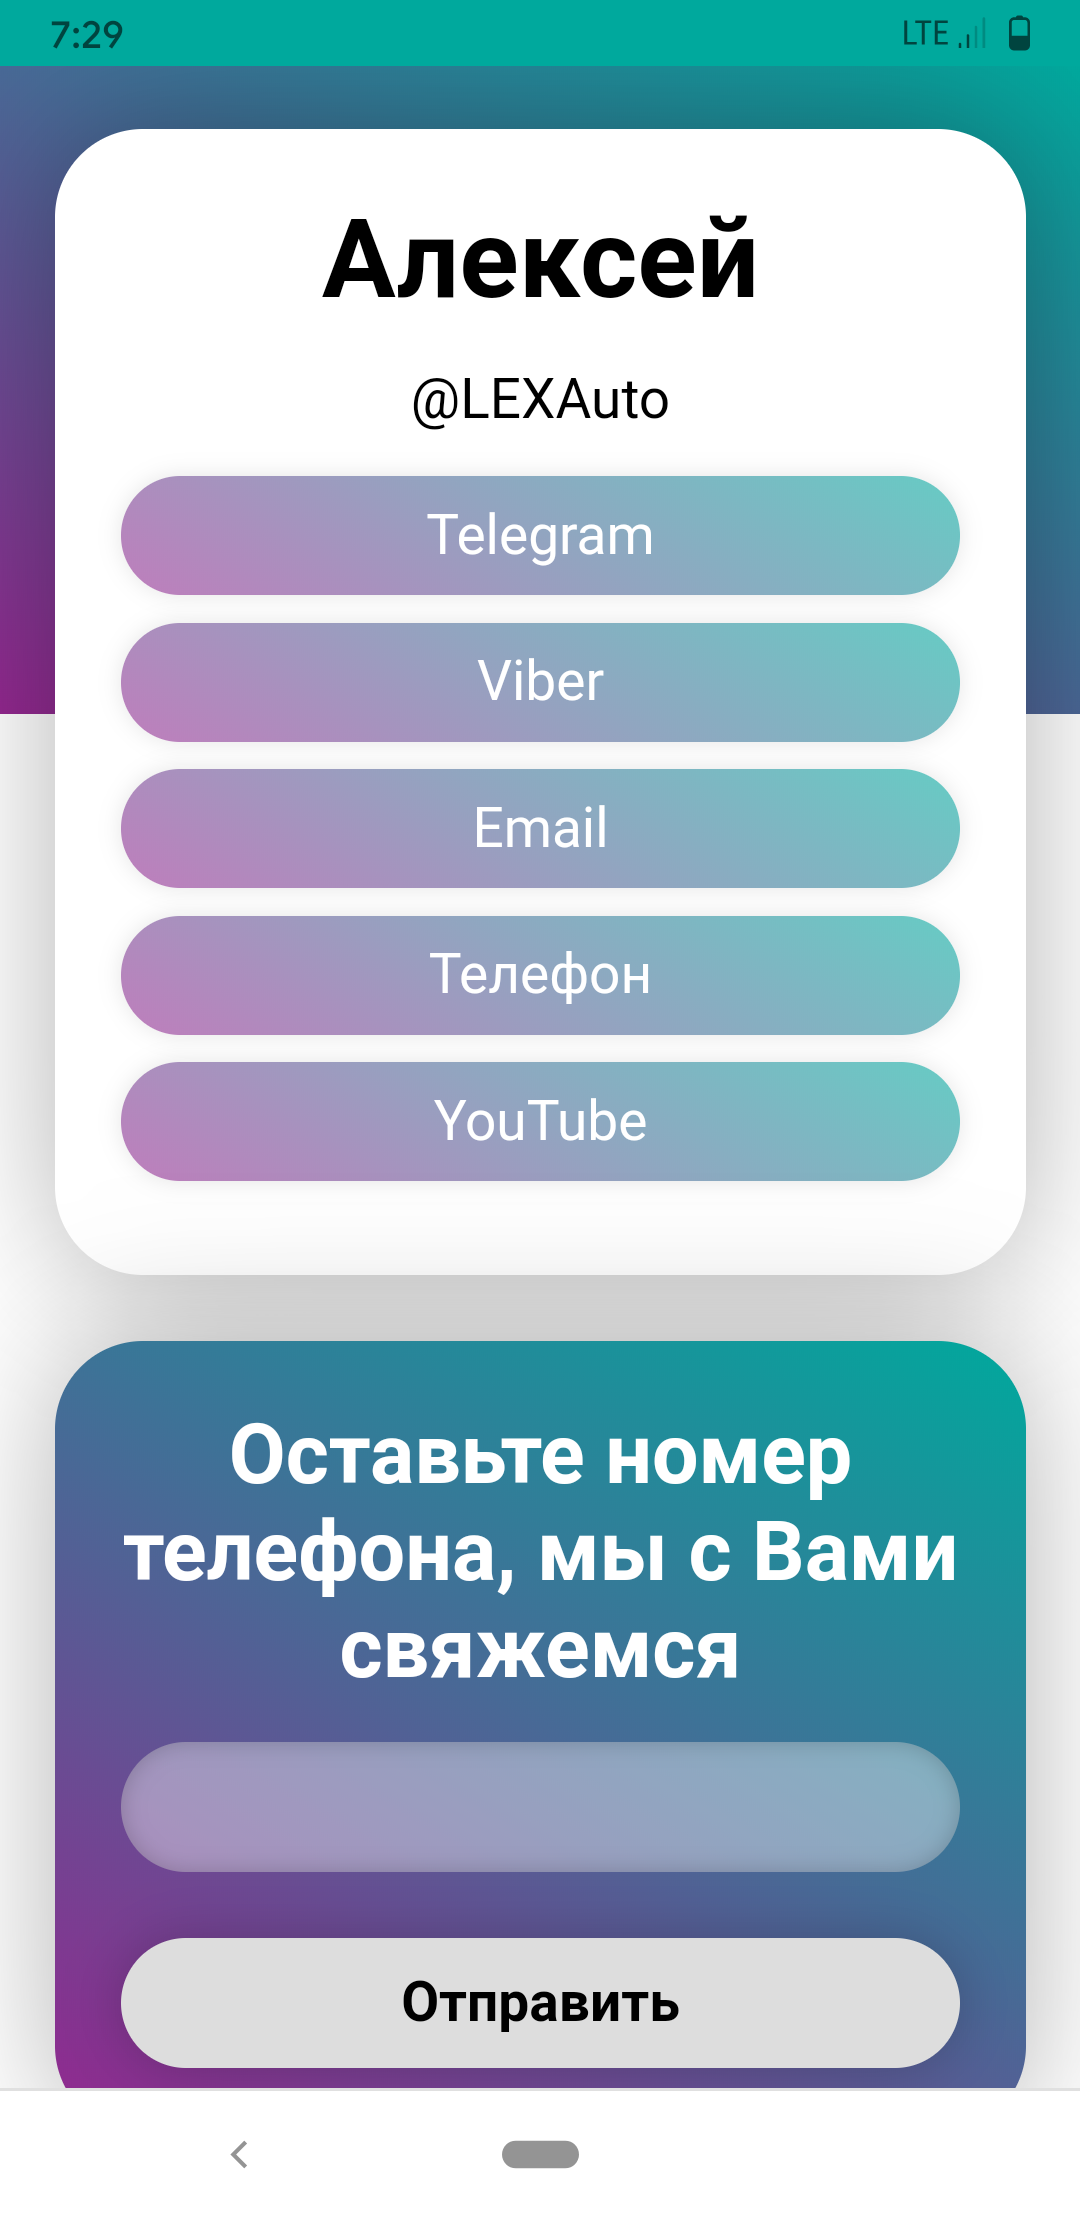 7:29 LTE
Алексей
@LEXAuto
Telegram
Viber
Email
Телефон
YouTube
Оставьте номер
телефона, мы с Вами
свяжемся
Отправить